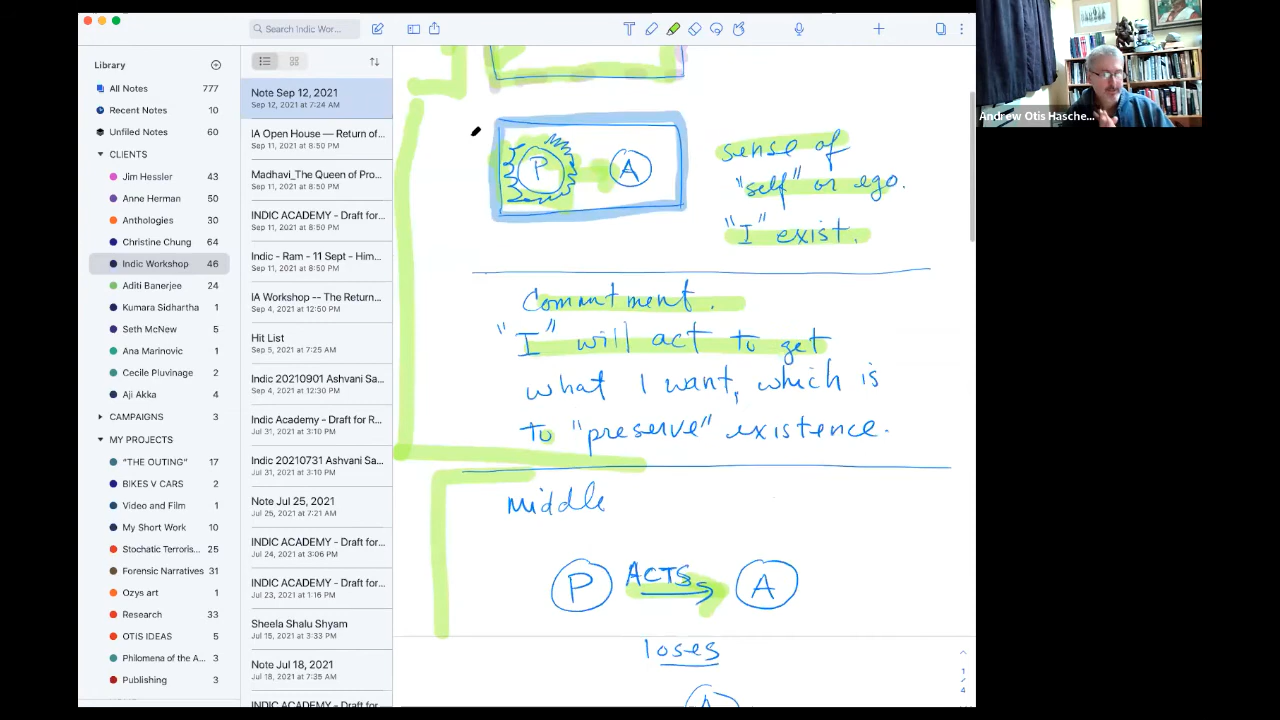 Search Indic Wor...
Library
All Notes 777
Recent Notes 10
Unfiled Notes 60
CLIENTS
Jim Hessler 43
Anne Herman 50
Anthologies 30
Christine Chung 64
Indic Workshop 46
Aditi Banerjee 24
Kumara Sidhartha 1
Seth McNew 5
Ana Marinovic 1
Cecile Pluvinage 2
Aji Akka 4
CAMPAIGNS 3
MY PROJECTS
"THE OUTING" 17
BIKES V CARS 2
Video and Film 1
My Short Work 10
Stochatic Terroris... 25
Forensic Narratives 31
Ozys art 1
Research 33
OTIS IDEAS 5
Philomena of the A... 3
Publishing 3
Note Sep 12, 2021
Sep 12, 2021 at 7:24 AM
IA Open House — Return of...
Sep 11, 2021 at 8:50 PM
Madhavi_The Queen of Pro...
Sep 11, 2021 at 8:50 PM
INDIC ACADEMY - Draft for...
Sep 11, 2021 at 8:50 PM
Indic - Ram - 11 Sept - Him...
Sep 11, 2021 at 8:50 PM
IA Workshop -- The Return...
Sep 4, 2021 at 12:50 PM
Hit List
Sep 5, 2021 at 7:25 AM
Indic 20210901 Ashvani Sa...
Sep 4, 2021 at 12:30 PM
Indic Academy - Draft for R...
Jul 31, 2021 at 3:10 PM
Indic 20210731 Ashvani Sa...
Jul 31, 2021 at 3:10 PM
Note Jul 25, 2021
Jul 25, 2021 at 7:21 AM
INDIC ACADEMY - Draft for...
Jul 24, 2021 at 3:06 PM
INDIC ACADEMY - Draft for...
Jul 23, 2021 at 1:16 PM
Sheela Shalu Shyam
Jul 15, 2021 at 3:33 PM
Note Jul 18, 2021
Jul 18, 2021 at 7:35 AM
INDIC ACADEMY - Draft for...
P A
sense of
"self" or ego.
"I" exist.
Commitment.
"I" will act to get
what I want, which is
to "preserve" existence.
Middle
P ACTS A
loses
A
1
/
4
Andrew Otis Hasche...